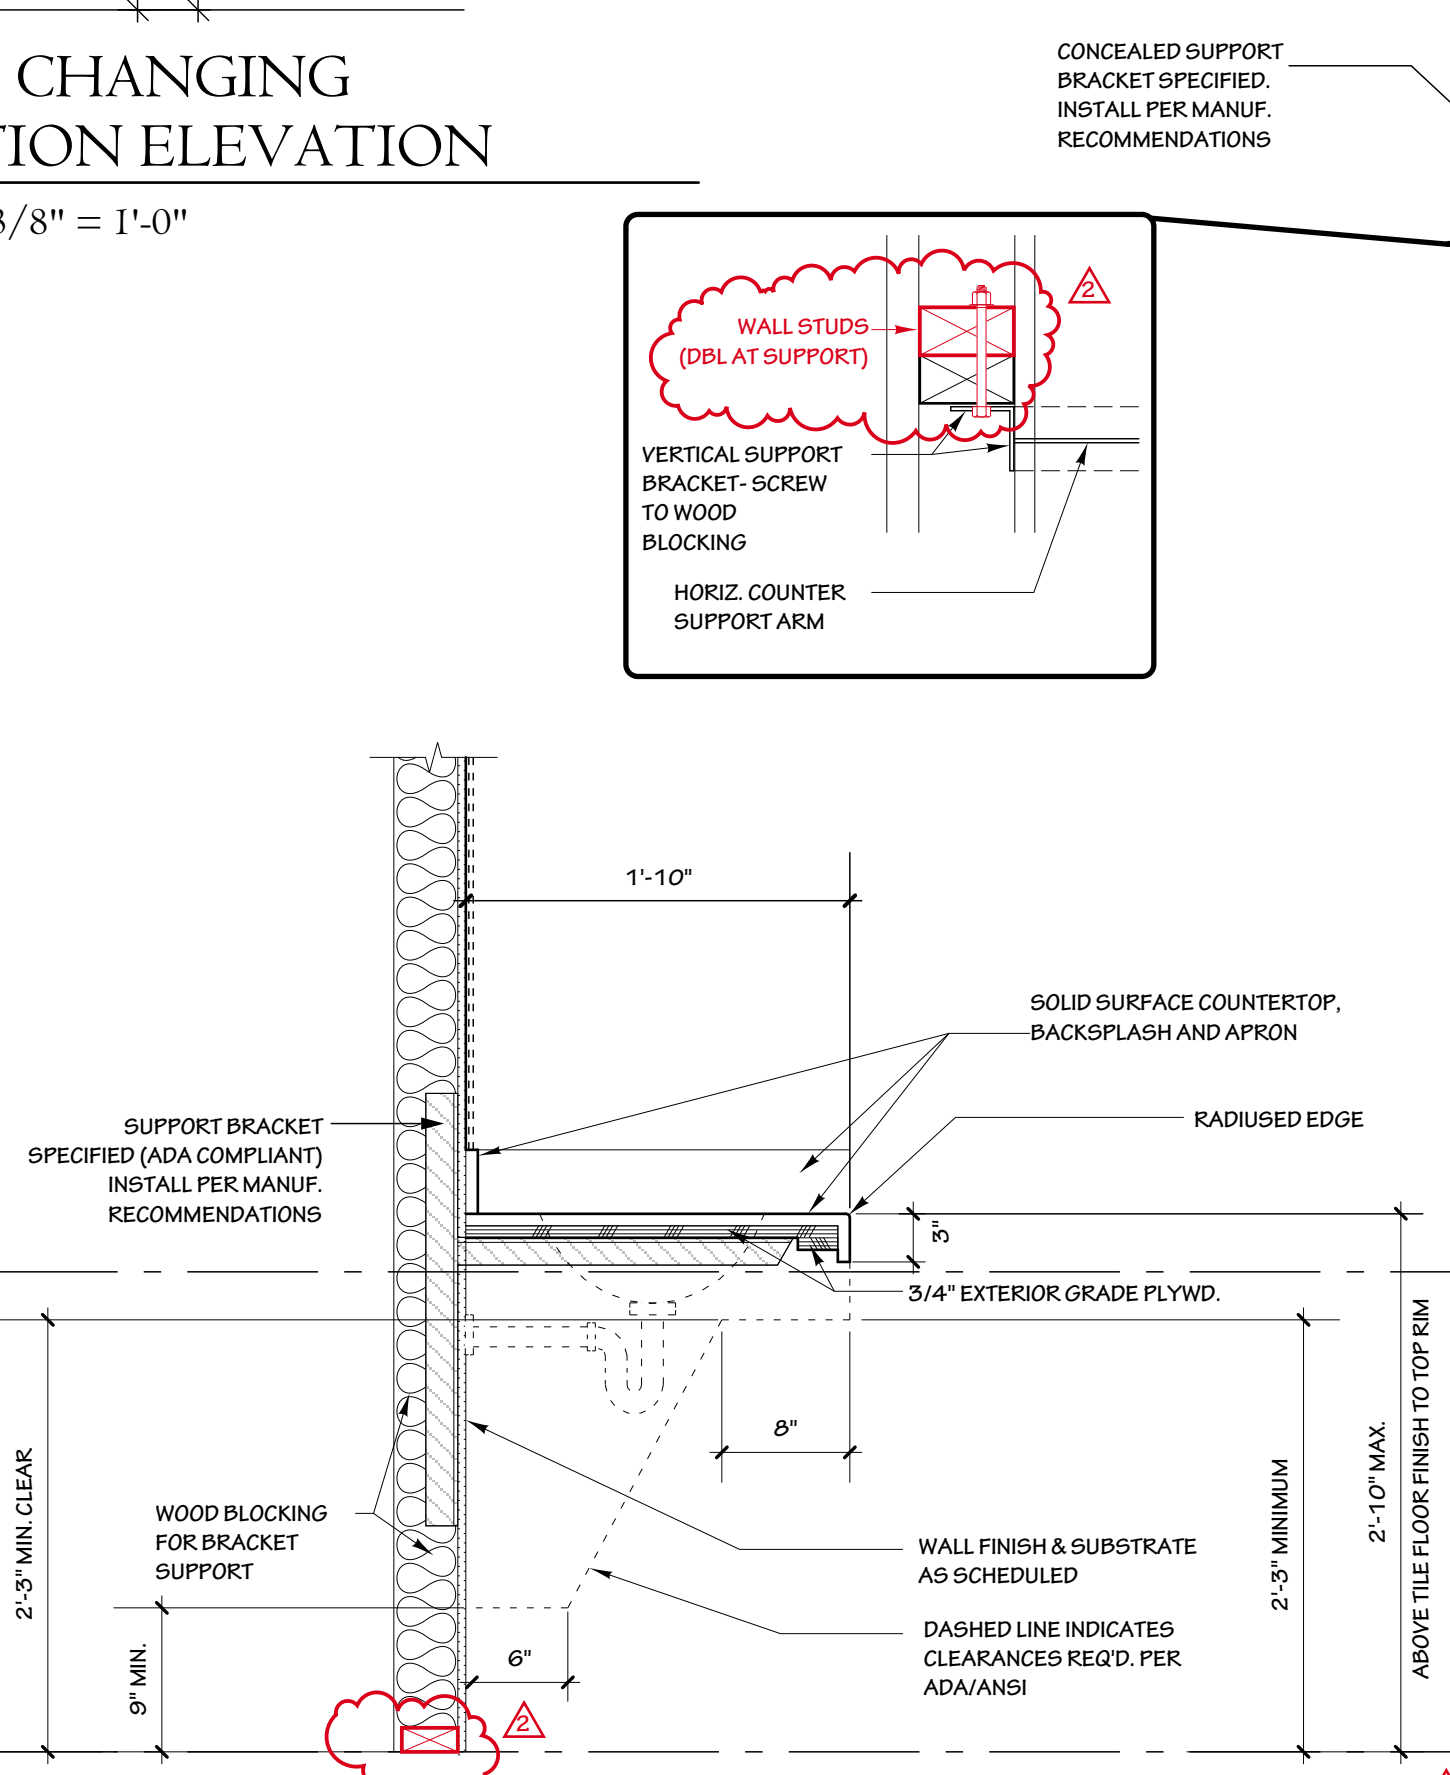 CHANGING
TION ELEVATION
3/8" = 1'-0"
CONCEALED SUPPORT
BRACKET SPECIFIED.
INSTALL PER MANUF.
RECOMMENDATIONS
2
WALL STUDS
(DBL AT SUPPORT)
VERTICAL SUPPORT
BRACKET- SCREW
TO WOOD
BLOCKING
HORIZ. COUNTER
SUPPORT ARM
1'-10"
SOLID SURFACE COUNTERTOP,
BACKSPLASH AND APRON
RADIUSED EDGE
SUPPORT BRACKET
SPECIFIED (ADA COMPLIANT)
INSTALL PER MANUF.
RECOMMENDATIONS
3"
3/4" EXTERIOR GRADE PLYWD.
8"
2'-3" MIN. CLEAR
WOOD BLOCKING
FOR BRACKET
SUPPORT
WALL FINISH & SUBSTRATE
AS SCHEDULED
2'-3" MINIMUM
2'-10" MAX.
ABOVE TILE FLOOR FINISH TO TOP RIM
DASHED LINE INDICATES
CLEARANCES REQ'D. PER
ADA/ANSI
9" MIN.
6"
2